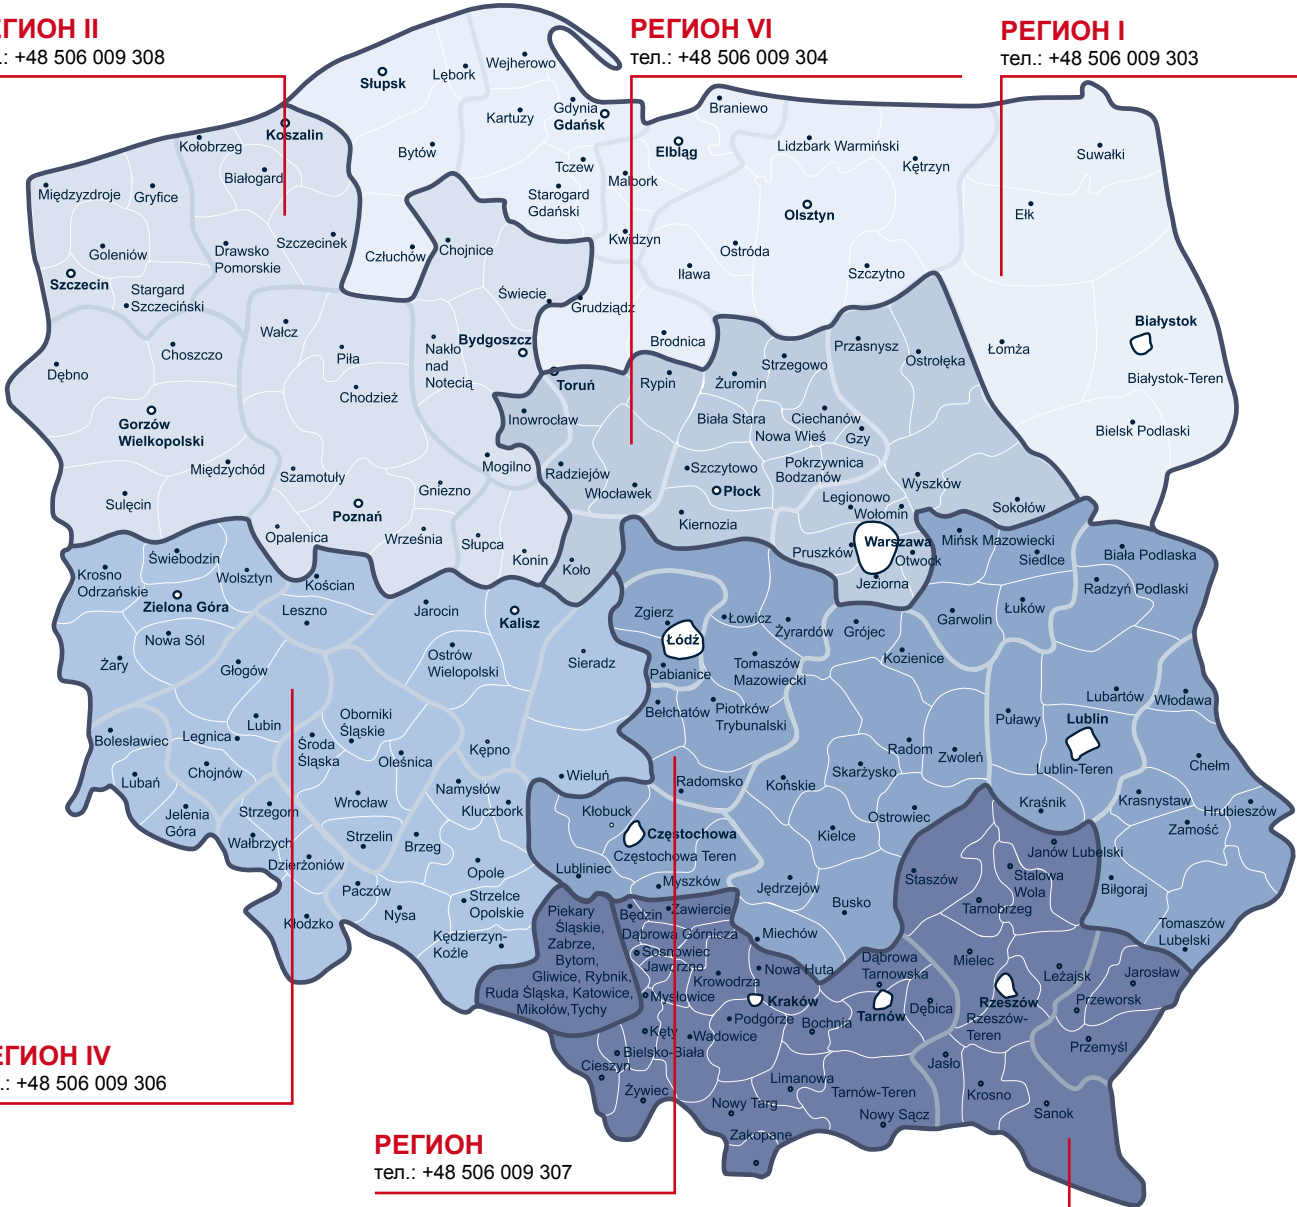 ЕГИОН II
.: +48 506 009 308
РЕГИОН VI
тел.: +48 506 009 304
РЕГИОН I
тел.: +48 506 009 303
Wejherowo
Lębork
Słupsk
Gdynia
Gdańsk
Kartuzy
Braniewo
Koszalin
Kołobrzeg
Bytów
Elbląg
Lidzbark Warmiński
Kętrzyn
Suwałki
Białogard
Tczew
Malbork
Międzyzdroje
Gryfice
Starogard
Gdański
Olsztyn
Ełk
Goleniów
Drawsko
Pomorskie
Szczecinek
Człuchów
Chojnice
Kwidzyn
Ostróda
Iława
Szczytno
Szczecin
Stargard
Szczeciński
Świecie
Grudziądz
Wałcz
Piła
Nakło
nad
Notecią
Bydgoszcz
Brodnica
Przasnysz
Ostrołęka
Łomża
Białystok
Białystok-Teren
Choszczo
Dębno
Chodzież
Toruń
Rypin
Żuromin
Strzegowo
Gorzów
Wielkopolski
Inowrocław
Biała Stara
Ciechanów
Nowa Wieś
Gzy
Bielsk Podlaski
Międzychód
Szamotuły
Mogilno
Radziejów
Szczytowo
Pokrzywnica
Bodzanów
Wyszków
Sulęcin
Gniezno
Włocławek
Płock
Legionowo
Wołomin
Sokołów
Poznań
Kiernozia
Opalenica
Września
Słupca
Konin
Koło
Pruszków
Warszawa
Otwock
Jeziorna
Mińsk Mazowiecki
Siedlce
Biała Podlaska
Świebodzin
Krosno
Odrzańskie
Wolsztyn
Kościan
Radzyń Podlaski
Zielona Góra
Leszno
Jarocin
Kalisz
Zgierz
Łowicz
Żyrardów
Grójec
Garwolin
Łuków
Nowa Sól
Łódź
Żary
Głogów
Ostrów
Wielopolski
Sieradz
Pabianice
Tomaszów
Mazowiecki
Kozienice
Lubartów
Włodawa
Bełchatów
Piotrków
Trybunalski
Puławy
Lublin
Lublin-Teren
Lubin
Oborniki
Śląskie
Bolesławiec
Legnica
Środa
Śląska
Kępno
Radom
Zwoleń
Chełm
Chojnów
Oleśnica
Lubań
Wieluń
Radomsko
Końskie
Skarżysko
Namysłów
Jelenia
Góra
Strzegom
Wrocław
Kluczbork
Kłobuck
Kraśnik
Krasnystaw
Hrubieszów
Zamość
Ostrowiec
Wałbrzych
Strzelin
Brzeg
Częstochowa
Częstochowa Teren
Kielce
Janów Lubelski
Dzierżoniów
Opole
Lubliniec
Myszków
Jędrzejów
Staszów
Stalowa
Wola
Biłgoraj
Paczów
Nysa
Strzelce
Opolskie
Busko
Tarnobrzeg
Kłodzko
Piekary
Śląskie,
Zabrze,
Bytom,
Gliwice, Rybnik,
Ruda Śląska, Katowice,
Mikołów,Tychy
Będzin
Zawiercie
Dąbrowa Górnicza
Miechów
Tomaszów
Lubelski
Kędzierzyn-
Koźle
Sosnowiec
Jaworzno
Krowodrza
Nowa Huta
Dąbrowa
Tarnowska
Mielec
Leżajsk
Jarosław
Mysłowice
Kraków
Tarnów
Dębica
Rzeszów
Rzeszów-
Teren
Przeworsk
Podgórze
Bochnia
Kęty
Wadowice
Przemyśl
Bielsko-Biała
Cieszyn
Jasło
Żywiec
Limanowa
Tarnów-Teren
Krosno
Nowy Targ
Nowy Sącz
Sanok
Zakopane
ЕГИОН IV
.: +48 506 009 306
РЕГИОН
тел.: +48 506 009 307